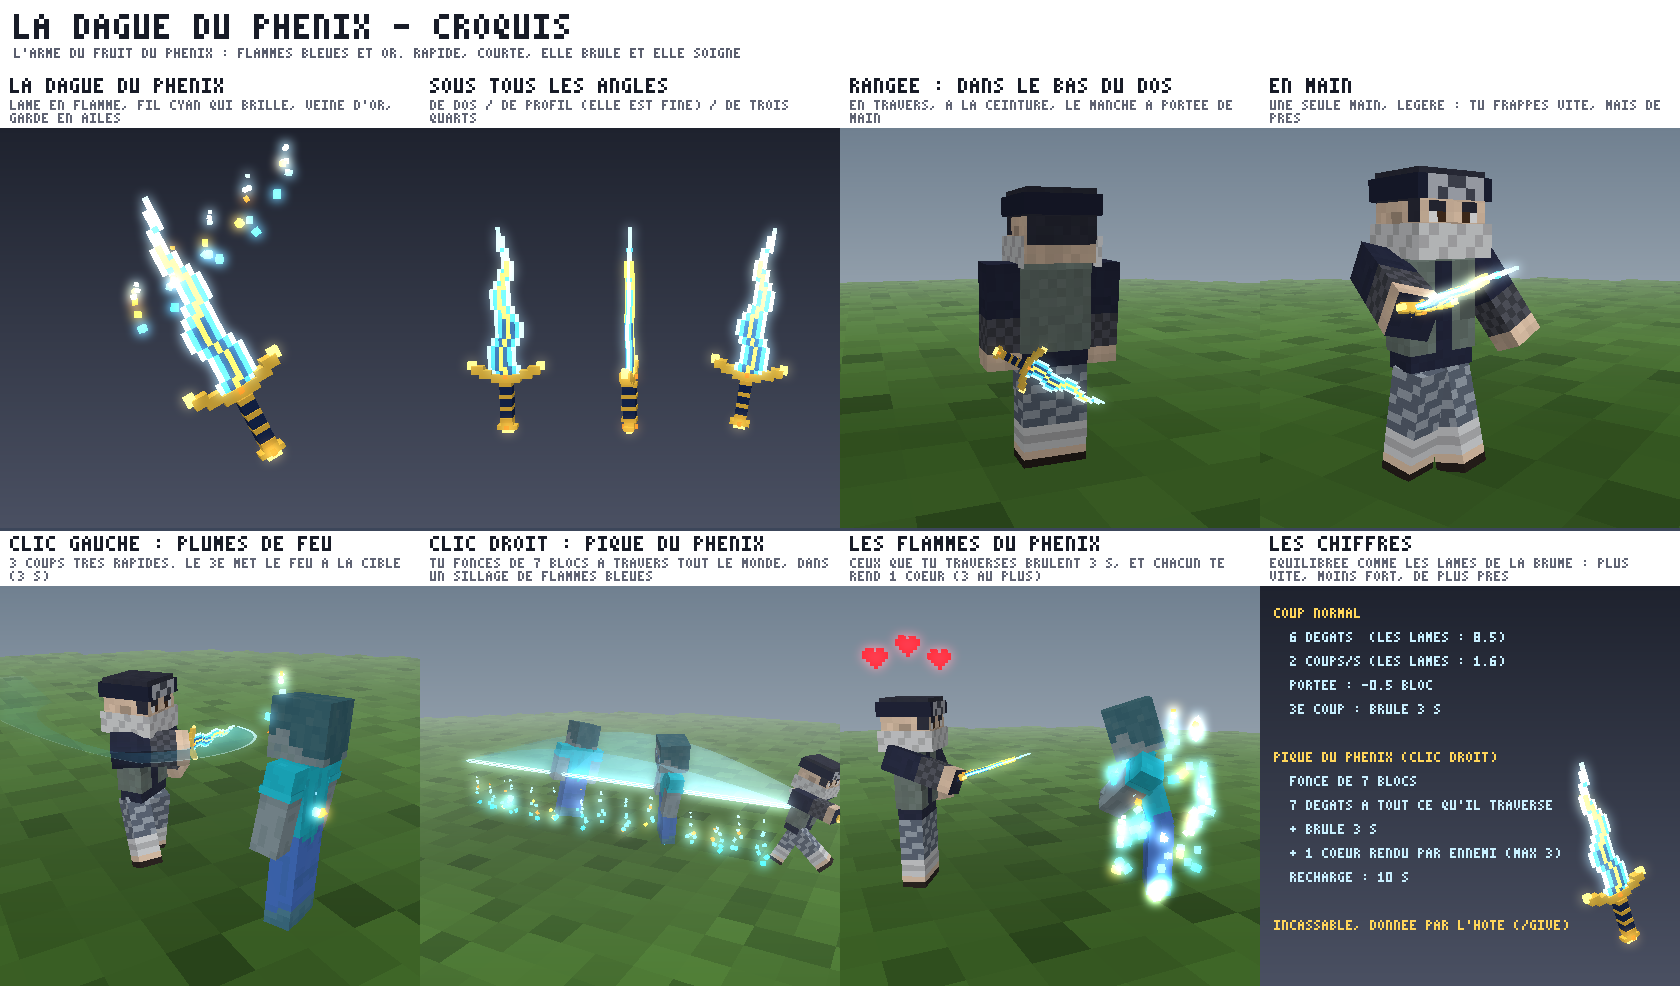 LA DAGUE DU PHENIX - CROQUIS
L'ARME DU FRUIT DU PHENIX : FLAMMES BLEUES ET OR. RAPIDE, COURTE, ELLE BRULE ET ELLE SOIGNE
LA DAGUE DU PHENIX
LAME EN FLAMME, FIL CYAN QUI BRILLE, VEINE D'OR,
GARDE EN AILES
SOUS TOUS LES ANGLES
DE DOS / DE PROFIL (ELLE EST FINE) / DE TROIS
QUARTS
RANGEE : DANS LE BAS DU DOS
EN TRAVERS, A LA CEINTURE, LE MANCHE A PORTEE DE
MAIN
EN MAIN
UNE SEULE MAIN, LEGERE : TU FRAPPES VITE, MAIS DE
PRES
CLIC GAUCHE : PLUMES DE FEU
3 COUPS TRES RAPIDES. LE 3E MET LE FEU A LA CIBLE
(3 S)
CLIC DROIT : PIQUE DU PHENIX
TU FONCES DE 7 BLOCS A TRAVERS TOUT LE MONDE, DANS
UN SILLAGE DE FLAMMES BLEUES
LES FLAMMES DU PHENIX
CEUX QUE TU TRAVERSES BRULENT 3 S, ET CHACUN TE
REND 1 COEUR (3 AU PLUS)
LES CHIFFRES
EQUILIBREE COMME LES LAMES DE LA BRUME : PLUS
VITE, MOINS FORT, DE PLUS PRES
COUP NORMAL
6 DEGATS (LES LAMES : 8.5)
2 COUPS/S (LES LAMES : 1.6)
PORTEE : -0.5 BLOC
3E COUP : BRULE 3 S
PIQUE DU PHENIX (CLIC DROIT)
FONCE DE 7 BLOCS
7 DEGATS A TOUT CE QU'IL TRAVERSE
+ BRULE 3 S
+ 1 COEUR RENDU PAR ENNEMI (MAX 3)
RECHARGE : 10 S
INCASSABLE, DONNEE PAR L'HOTE (/GIVE)